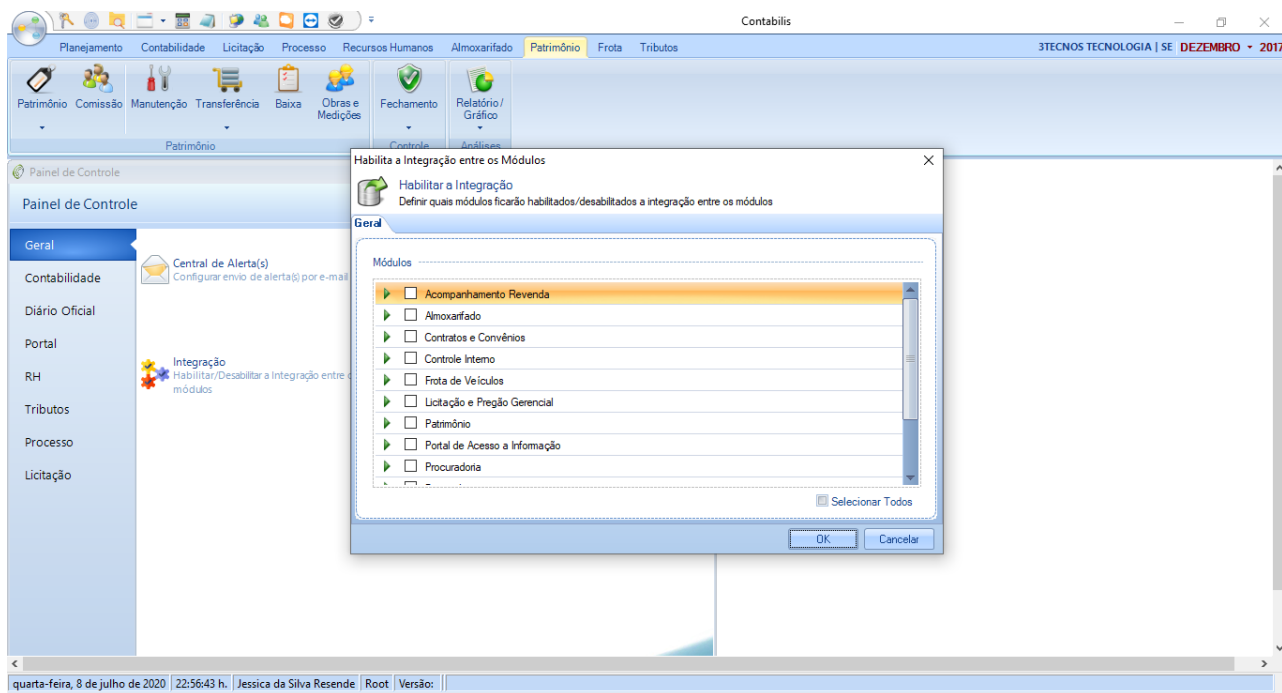 Contabilis
Planejamento Contabilidade Licitação Processo Recursos Humanos Almoxarifado Patrimônio Frota Tributos
3TECNOS TECNOLOGIA | SE DEZEMBRO 2017
Patrimônio Comissão Manutenção Transferência Baixa Obras e Medições Fechamento Relatório / Gráfico
Patrimônio Controle Análises
Painel de Controle
Painel de Controle
Geral
Contabilidade
Diário Oficial
Portal
RH
Tributos
Processo
Licitação
Central de Alerta(s)
Configurar envio de alerta(s) por e-mail
Integração
Habilitar/Desabilitar a Integração entre
módulos
Habilita a Integração entre os Módulos
Habilitar a Integração
Definir quais módulos ficarão habilitados/desabilitados a integração entre os módulos
Geral
Módulos
Acompanhamento Revenda
Almoxarifado
Contratos e Convênios
Controle Interno
Frota de Veículos
Licitação e Pregão Gerencial
Patrimônio
Portal de Acesso a Informação
Procuradoria
Selecionar Todos
OK Cancelar
quarta-feira, 8 de julho de 2020 22:56:43 h. Jessica da Silva Resende Root Versão: